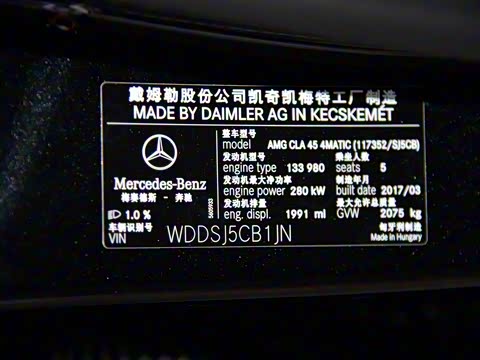 戴姆勒股份公司凯奇凯梅特工厂制造
MADE BY DAIMLER AG IN KECSKEMÉT
整车型号
model AMG CLA 45 4MATIC (117352/SJ5CB)
发动机型号 乘坐人数
engine type 133 980 seats 5
发动机最大净功率 制造年月
engine power 280 kW built date 2017/03
发动机排量 最大允许总质量
eng. displ. 1991 ml GVW 2075 kg
Mercedes-Benz
梅赛德斯-奔驰
1.0 %
车辆识别号 匈牙利制造
VIN WDDSJ5CB1JN Made in Hungary